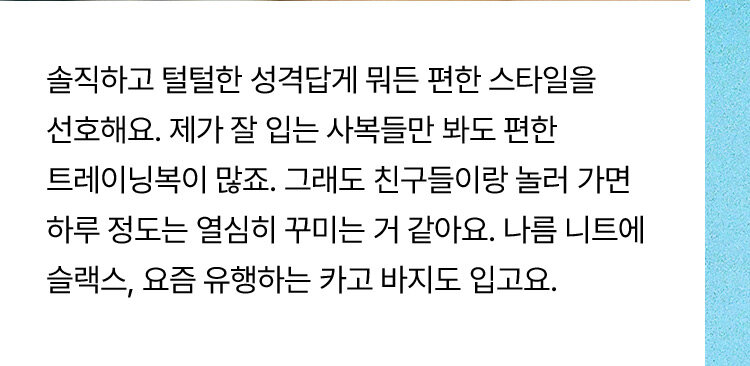 솔직하고 털털한 성격답게 뭐든 편한 스타일을
선호해요. 제가 잘 입는 사복들만 봐도 편한
트레이닝복이 많죠. 그래도 친구들이랑 놀러 가면
하루 정도는 열심히 꾸미는 거 같아요. 나름 니트에
슬랙스, 요즘 유행하는 카고 바지도 입고요.